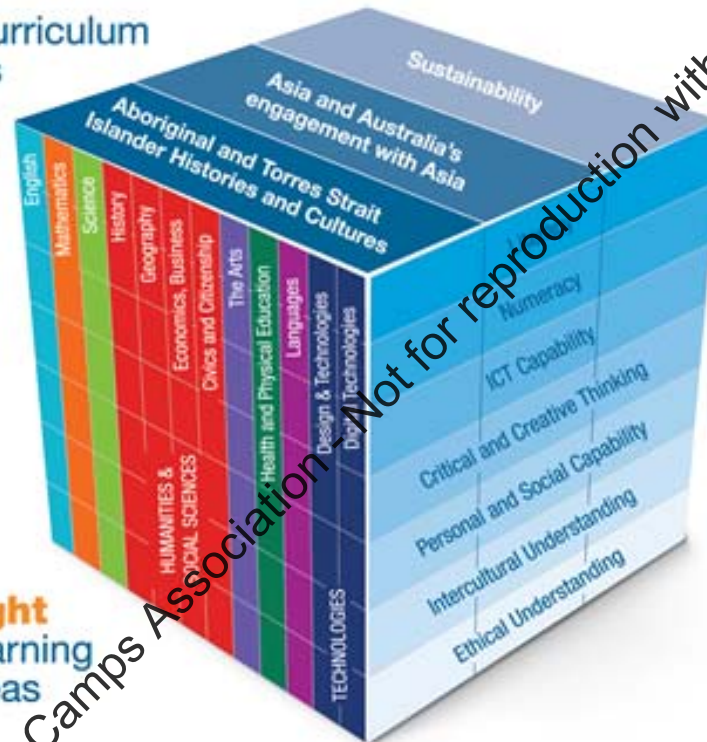 urriculum
Sustainability
Asia and Australia's
engagement with Asia
Aboriginal and Torres Strait
Islander Histories and Cultures
English
Mathematics
Science
History
Geography
Economics, Business
Civics and Citizenship
HUMANITIES &
SOCIAL SCIENCES
The Arts
Health and Physical Education
Languages
Design & Technologies
Digital Technologies
TECHNOLOGIES
Numeracy
ICT Capability
Critical and Creative Thinking
Personal and Social Capability
Intercultural Understanding
Ethical Understanding
ght
arning
as
Camps Association - Not for reproduction with